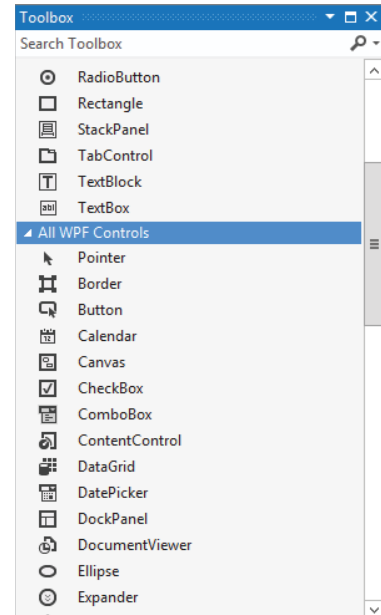 Toolbox
Search Toolbox
RadioButton
Rectangle
StackPanel
TabControl
TextBlock
TextBox
All WPF Controls
Pointer
Border
Button
Calendar
Canvas
CheckBox
ComboBox
ContentControl
DataGrid
DatePicker
DockPanel
DocumentViewer
Ellipse
Expander